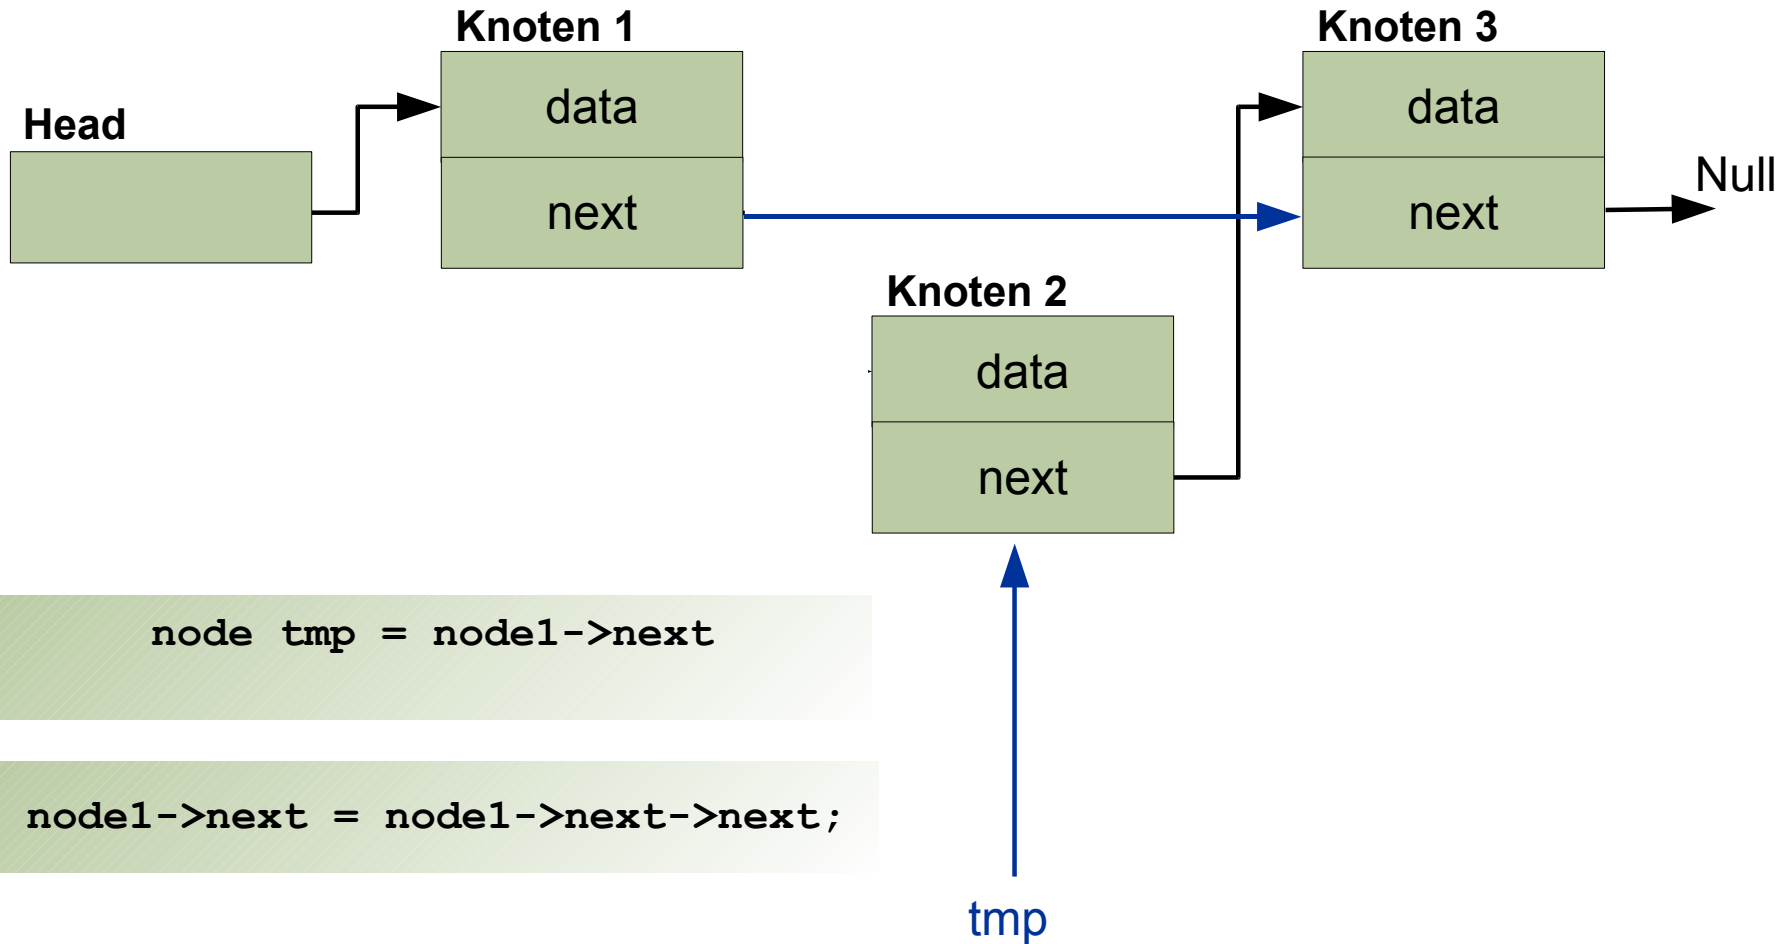 Knoten 1
Knoten 3
Head
data
data
next
next
Null
Knoten 2
data
next
node tmp = node1->next
node1->next = node1->next->next;
tmp